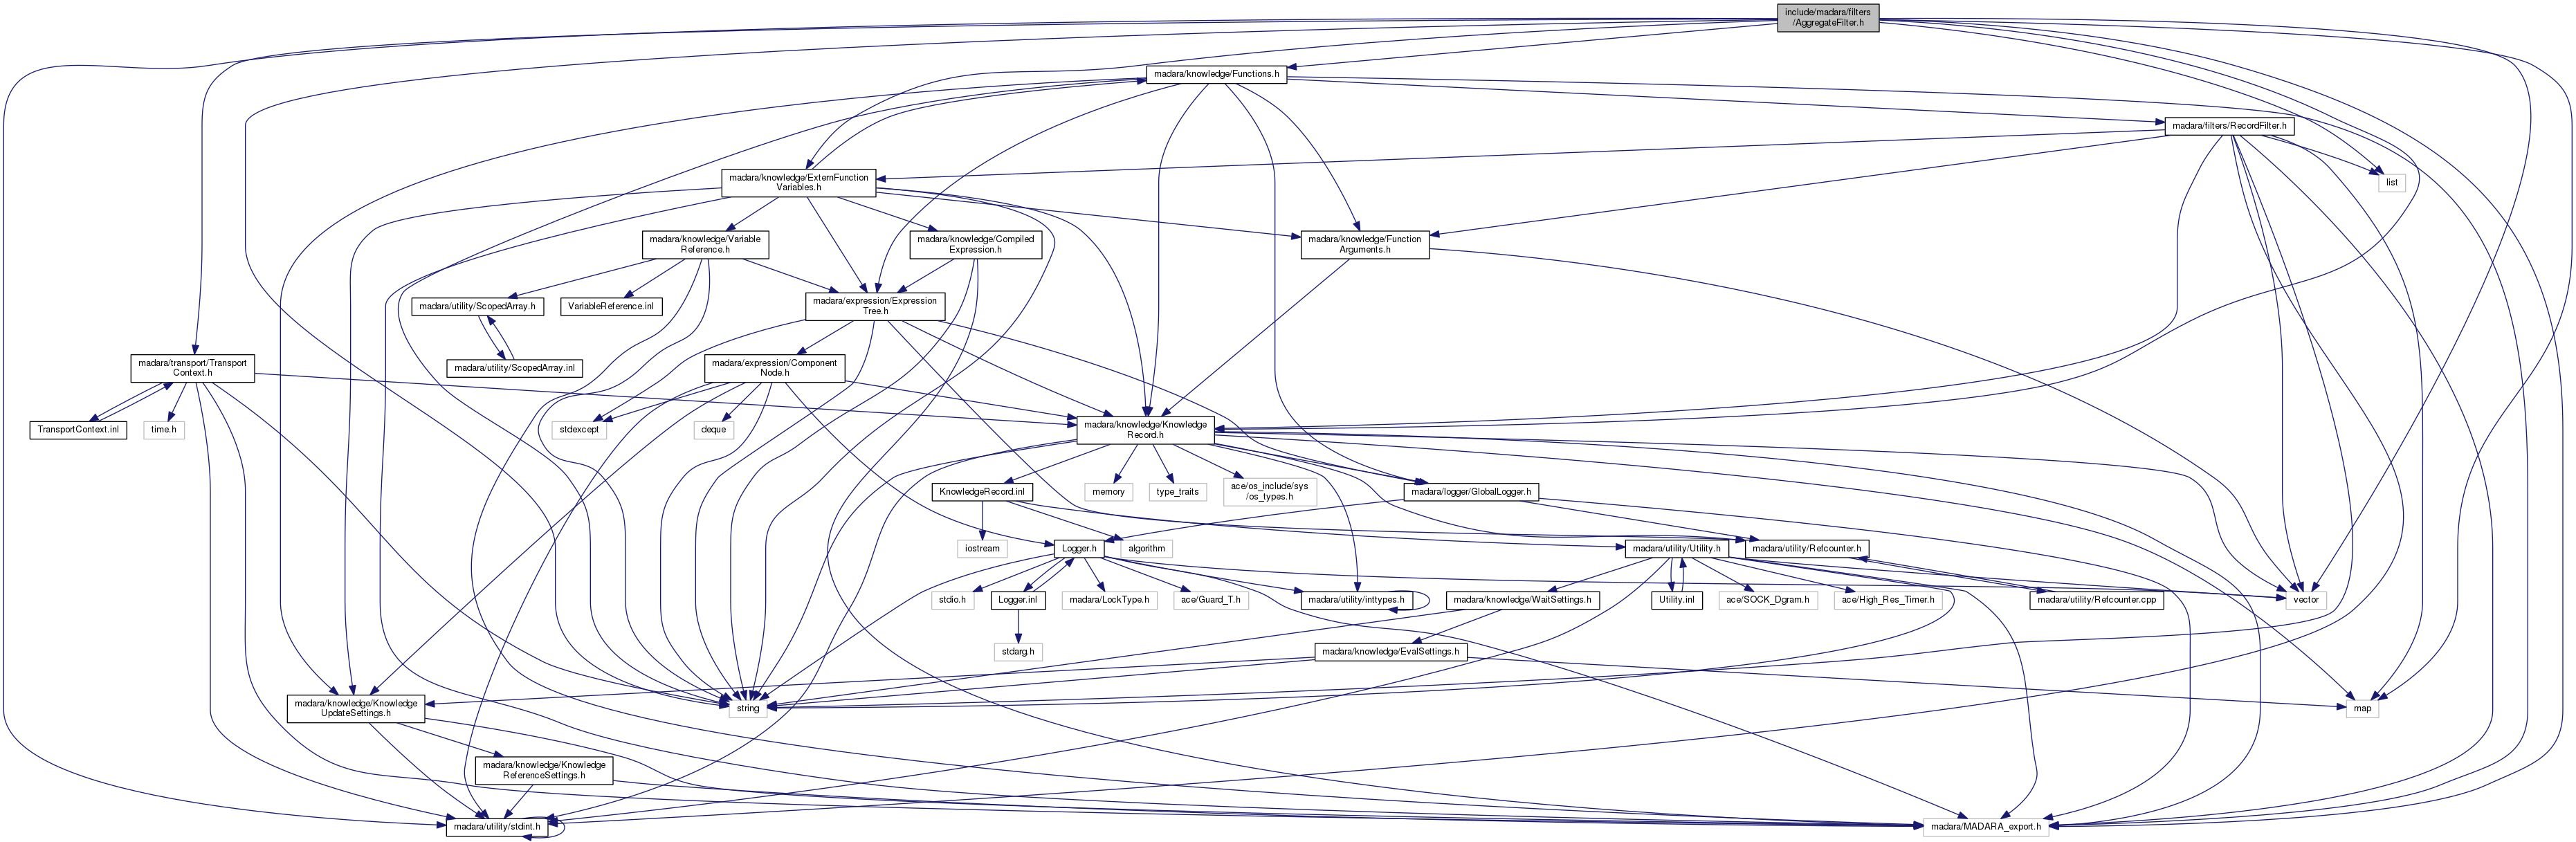 include/madara/filters
/AggregateFilter.h
madara/knowledge/Functions.h
madara/filters/RecordFilter.h
madara/knowledge/ExternFunction
Variables.h
list
madara/knowledge/Variable
Reference.h
madara/knowledge/Compiled
Expression.h
madara/knowledge/Function
Arguments.h
madara/utility/ScopedArray.h
VariableReference.inl
madara/expression/Expression
Tree.h
madara/transport/Transport
Context.h
madara/utility/ScopedArray.inl
madara/expression/Component
Node.h
TransportContext.inl
time.h
stdexcept
deque
madara/knowledge/Knowledge
Record.h
KnowledgeRecord.inl
memory
type_traits
ace/os_include/sys
/os_types.h
madara/logger/GlobalLogger.h
iostream
Logger.h
algorithm
madara/utility/Utility.h
madara/utility/Refcounter.h
stdio.h
Logger.inl
madara/LockType.h
ace/Guard_T.h
madara/utility/inttypes.h
madara/knowledge/WaitSettings.h
Utility.inl
ace/SOCK_Dgram.h
ace/High_Res_Timer.h
madara/utility/Refcounter.cpp
vector
stdarg.h
madara/knowledge/EvalSettings.h
madara/knowledge/Knowledge
UpdateSettings.h
string
map
madara/knowledge/Knowledge
ReferenceSettings.h
madara/utility/stdint.h
madara/MADARA_export.h